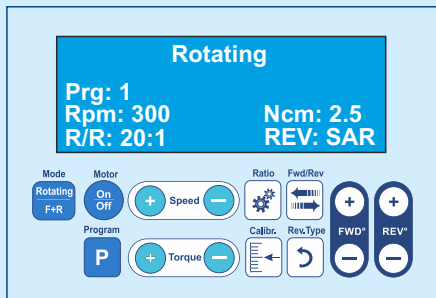 Rotating
Prg: 1
Rpm: 300 Ncm: 2.5
R/R: 20:1 REV: SAR
Mode Motor Ratio Fwd/Rev
Rotating
F+R
On
Off
+ Speed −
+ −
+ −
FWD° REV°
Program Calibr. Rev.Type
P
+ Torque −